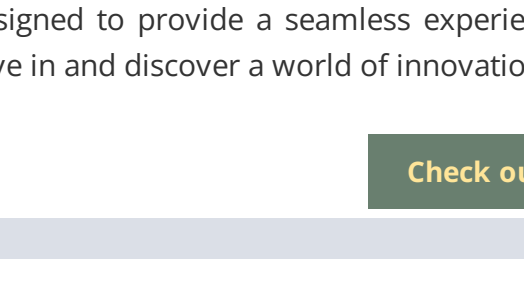 signed to provide a seamless experie
ve in and discover a world of innovatio
Check ou